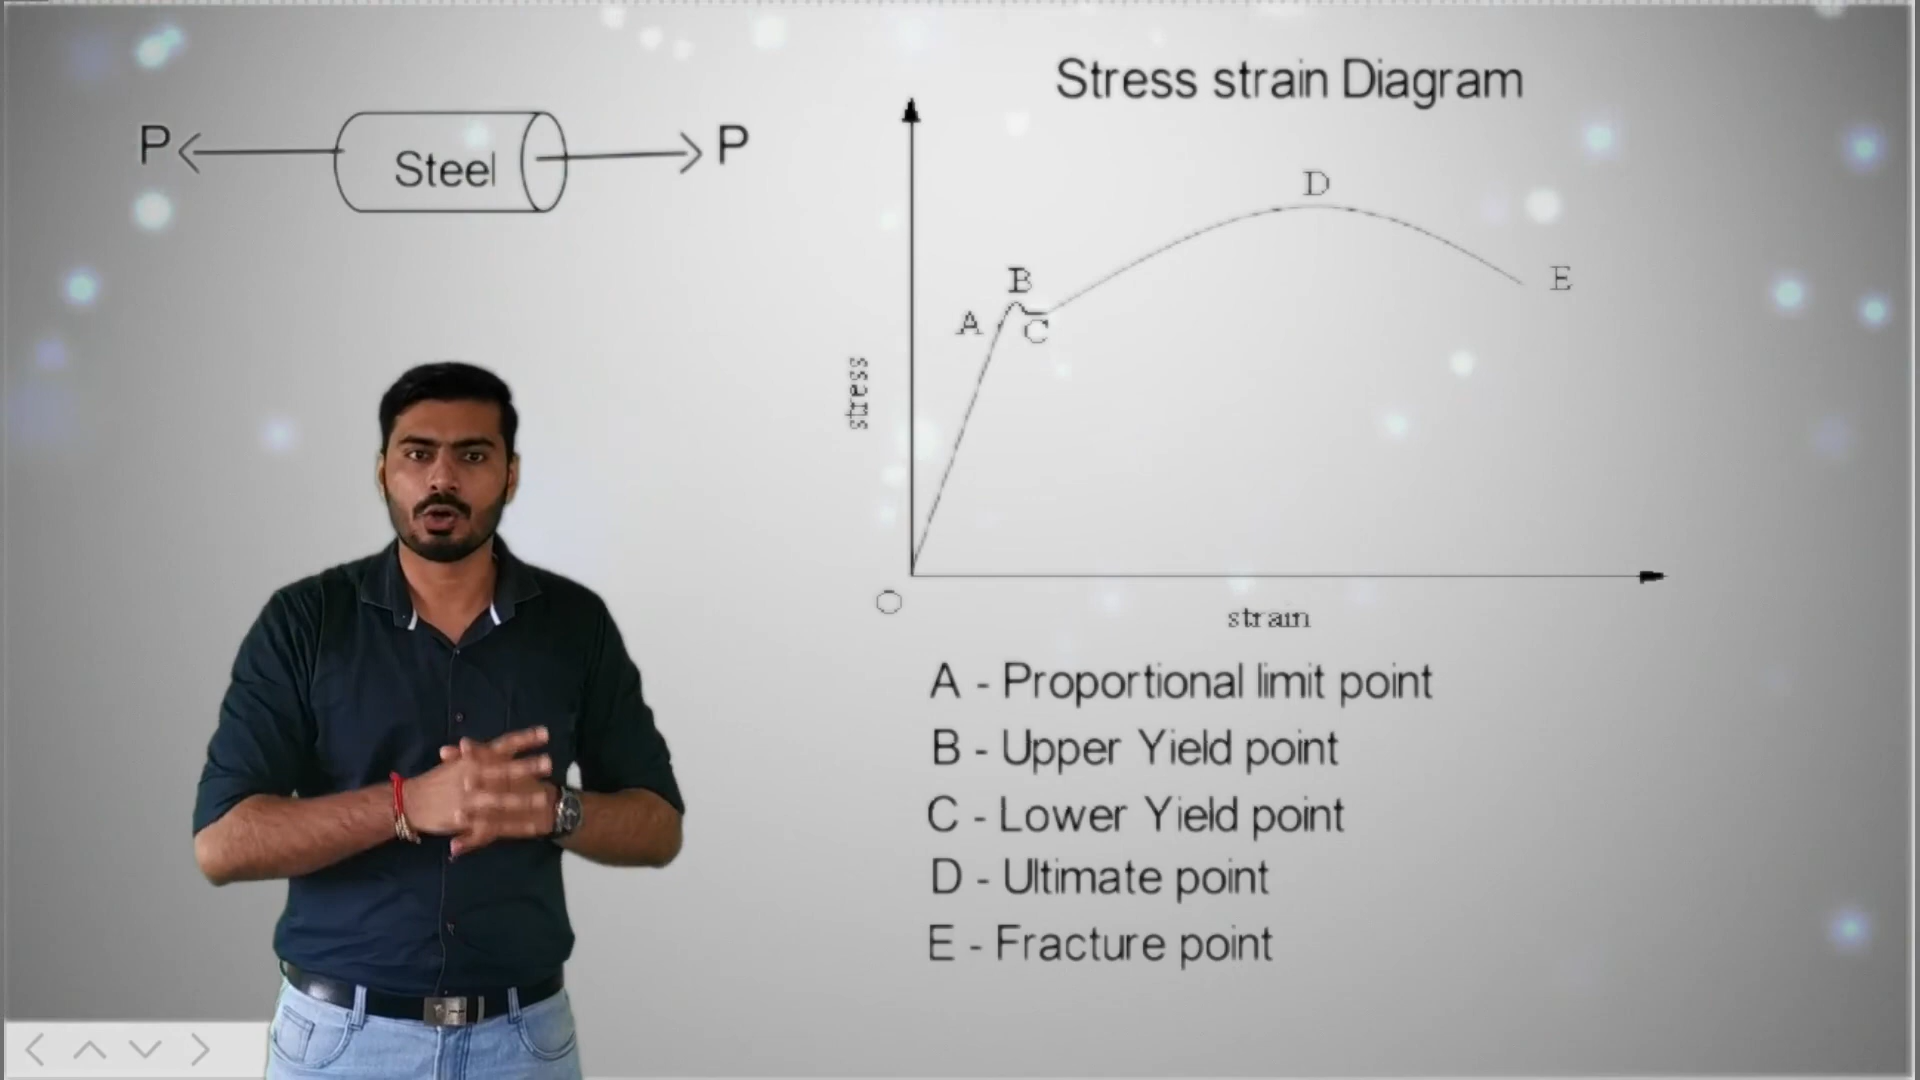 Stress strain Diagram
P Steel P
D
B
E
A
C
stress
O
strain
A - Proportional limit point
B - Upper Yield point
C - Lower Yield point
D - Ultimate point
E - Fracture point